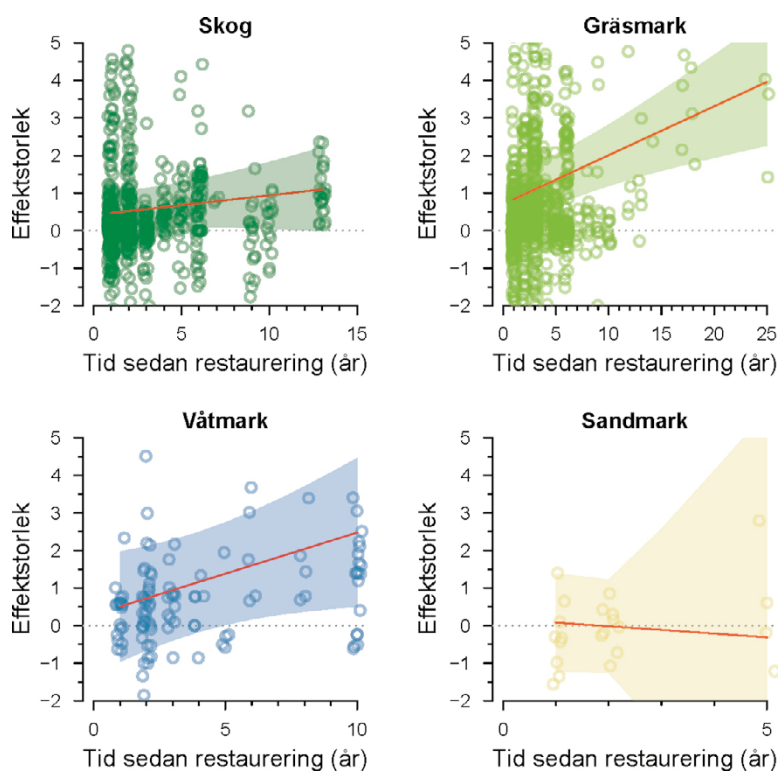 Skog
Effektstorlek
5
4
3
2
1
0
−1
−2
0 5 10 15
Tid sedan restaurering (år)
Gräsmark
Effektstorlek
5
4
3
2
1
0
−1
−2
0 5 10 15 20 25
Tid sedan restaurering (år)
Våtmark
Effektstorlek
5
4
3
2
1
0
−1
−2
0 5 10
Tid sedan restaurering (år)
Sandmark
Effektstorlek
5
4
3
2
1
0
−1
−2
0 5
Tid sedan restaurering (år)